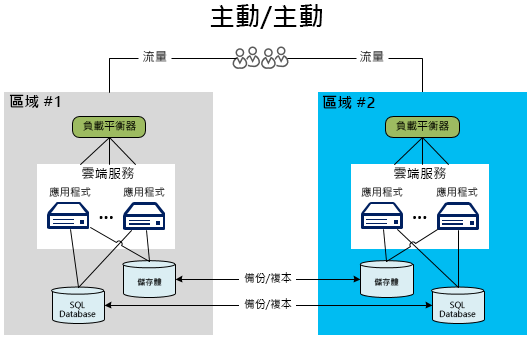 主動/主動
流量
流量
區域 #1
負載平衡器
雲端服務
應用程式
應用程式
...
儲存體
SQL
Database
備份/複本
備份/複本
區域 #2
負載平衡器
雲端服務
應用程式
應用程式
...
儲存體
SQL
Database